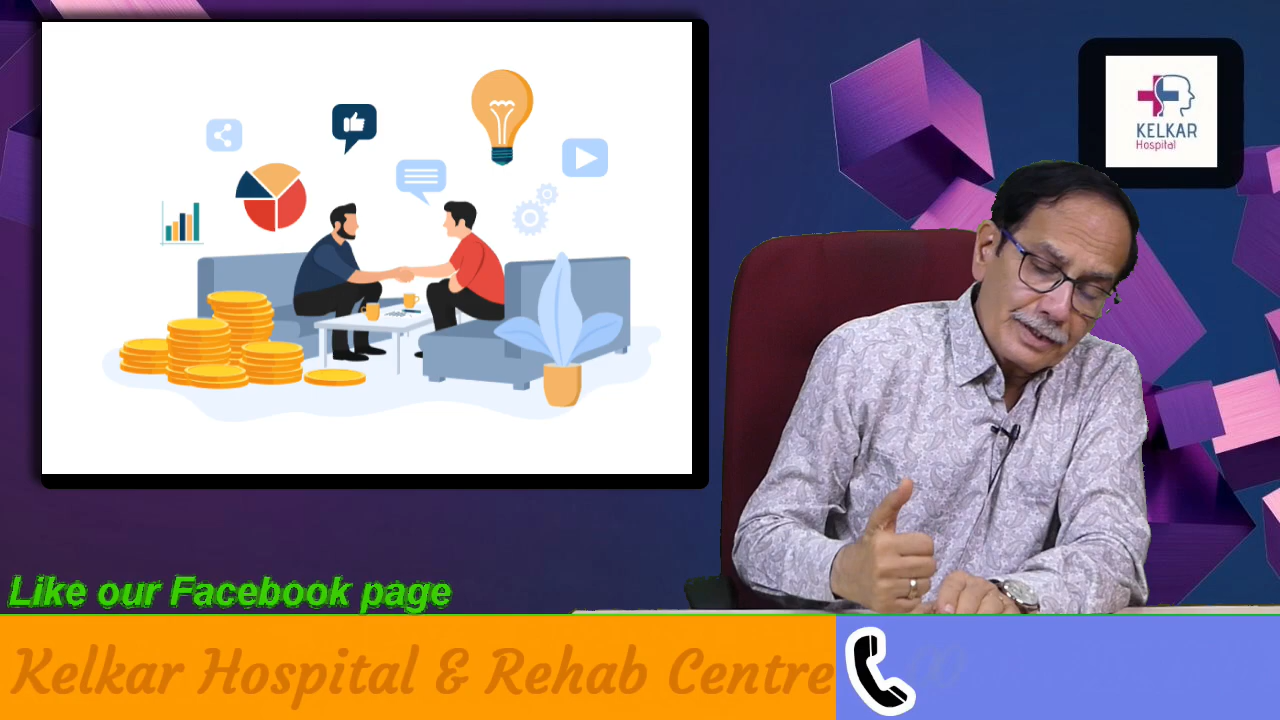 KELKAR
Hospital
Like our Facebook page
Kelkar Hospital & Rehab Centre